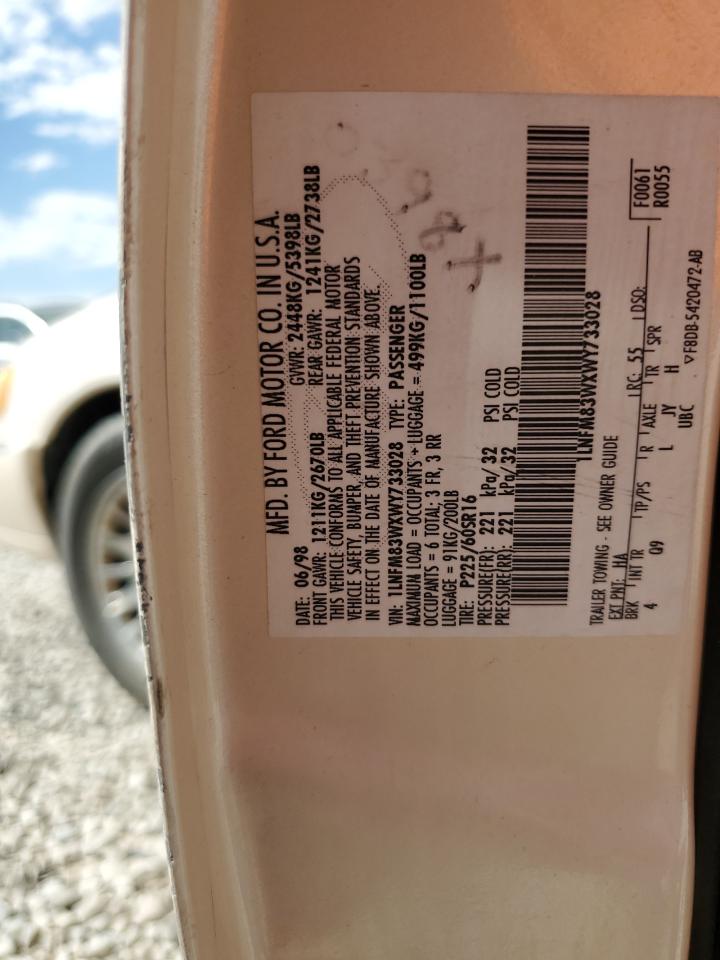 MFD. BY FORD MOTOR CO. IN U.S.A.
DATE: 06/98 GVWR: 2448KG/5398LB
FRONT GAWR: 1211KG/2670LB REAR GAWR: 1241KG/2738LB
THIS VEHICLE CONFORMS TO ALL APPLICABLE FEDERAL MOTOR
VEHICLE SAFETY, BUMPER, AND THEFT PREVENTION STANDARDS
IN EFFECT ON THE DATE OF MANUFACTURE SHOWN ABOVE.
VIN: 1LNFM83WXWY733028 TYPE: PASSENGER
MAXIMUM LOAD = OCCUPANTS + LUGGAGE = 499KG/1100LB
OCCUPANTS = 6 TOTAL; 3 FR, 3 RR
LUGGAGE = 91KG/200LB
TIRE: P225/60SR16
PRESSURE(FR): 221 kPa/32 PSI COLD
PRESSURE(RR): 221 kPa/32 PSI COLD
1LNFM83WXWY733028
TRAILER TOWING - SEE OWNER GUIDE
EXT PNT: HA RC: 55 DSO: F0061
R0055
BRK INT TR TP/PS R AXLE TR SPR
4 09 L JY H
UBC
▽F8DB-5420472-AB